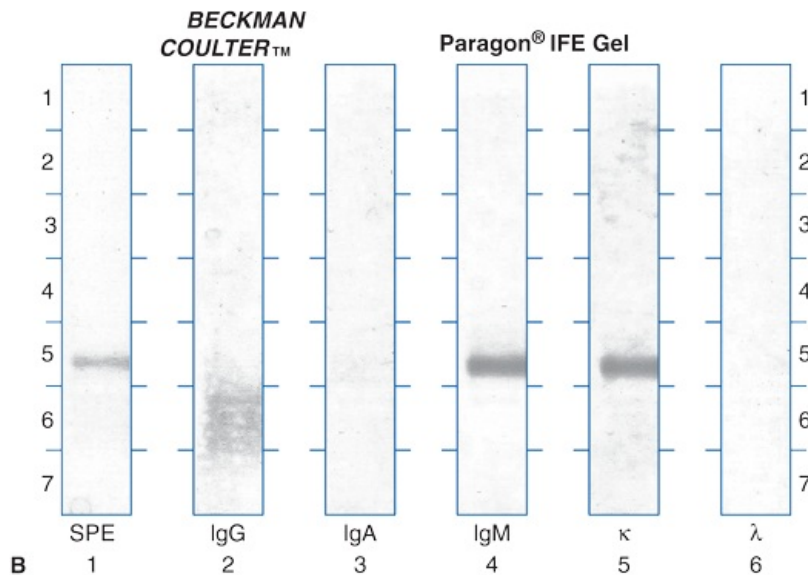 BECKMAN
COULTER™
Paragon® IFE Gel
1 1
2 2
3 3
4 4
5 5
6 6
7 7
SPE IgG IgA IgM κ λ
B 1 2 3 4 5 6